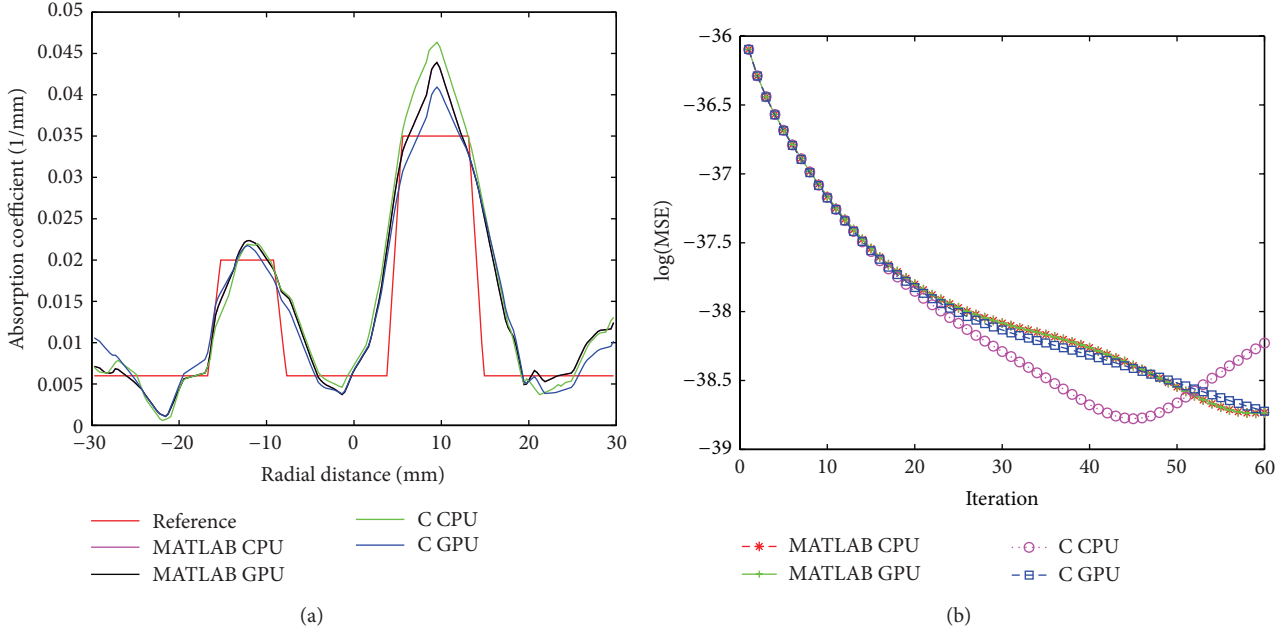 0.05
0.045
0.04
0.035
0.03
0.025
0.02
0.015
0.01
0.005
0
Absorption coefficient (1/mm)
−30 −20 −10 0 10 20 30
Radial distance (mm)
Reference
MATLAB CPU
MATLAB GPU
C CPU
C GPU
(a)
−36
−36.5
−37
−37.5
−38
−38.5
−39
log(MSE)
0 10 20 30 40 50 60
Iteration
MATLAB CPU
MATLAB GPU
C CPU
C GPU
(b)